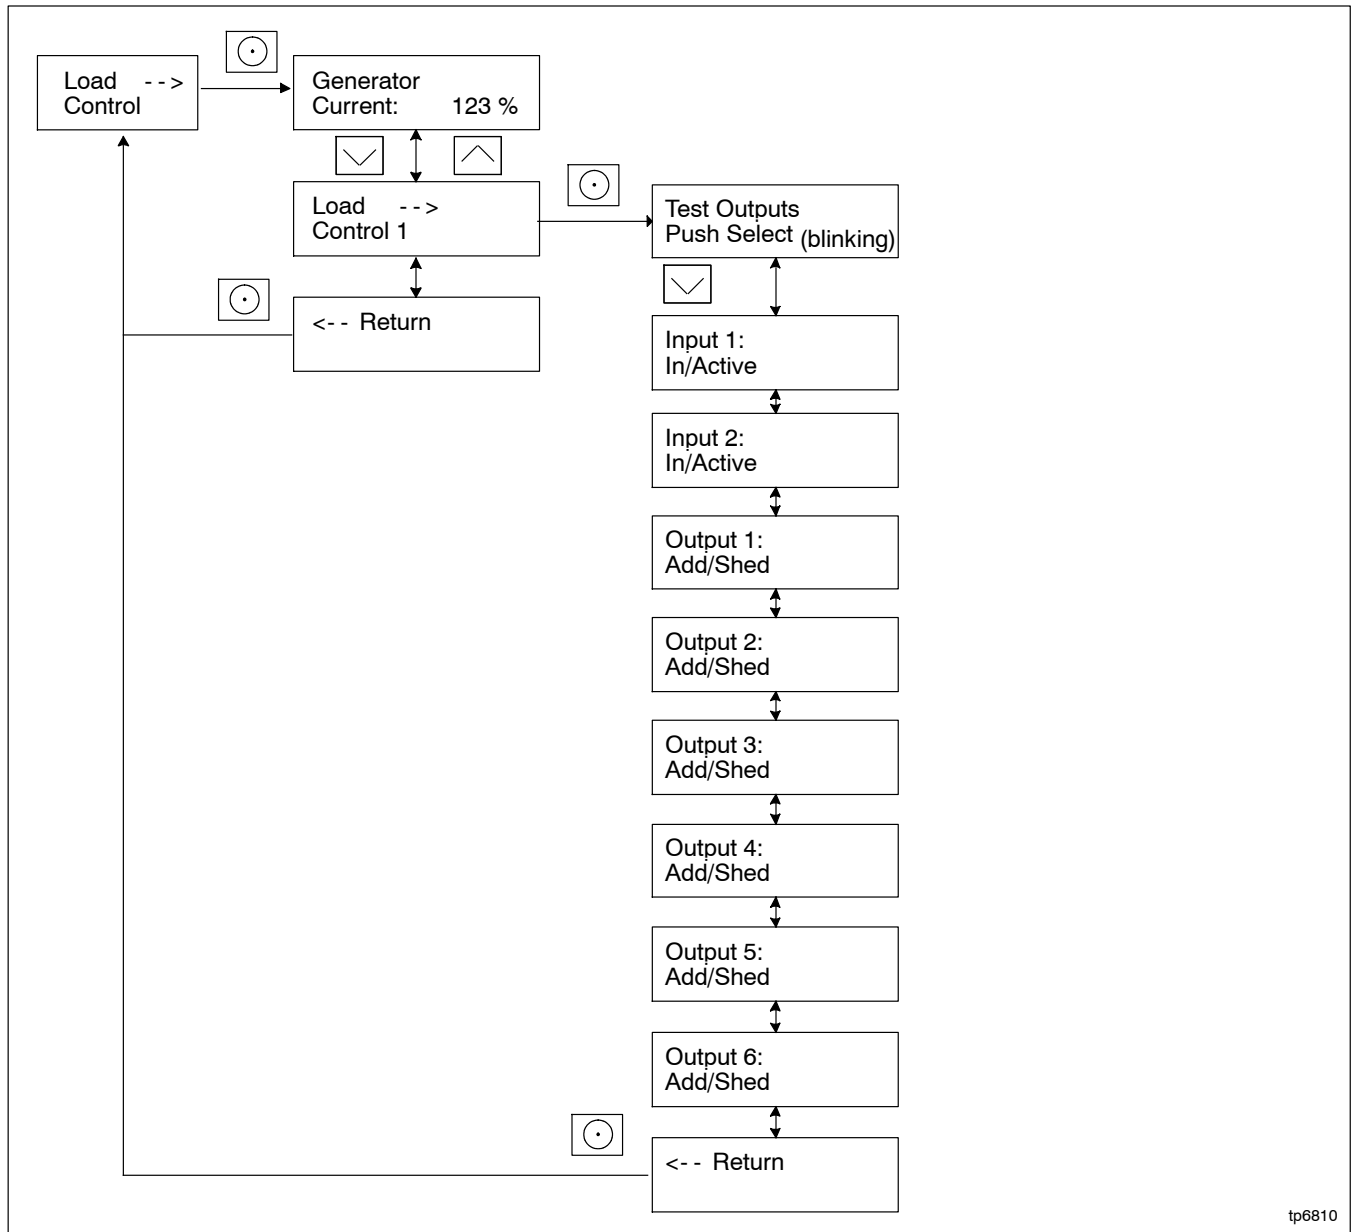 Load - - >
Control
Generator
Current: 123 %
Load - - >
Control 1
<- - Return
Test Outputs
Push Select (blinking)
Input 1:
In/Active
Input 2:
In/Active
Output 1:
Add/Shed
Output 2:
Add/Shed
Output 3:
Add/Shed
Output 4:
Add/Shed
Output 5:
Add/Shed
Output 6:
Add/Shed
<- - Return
tp6810